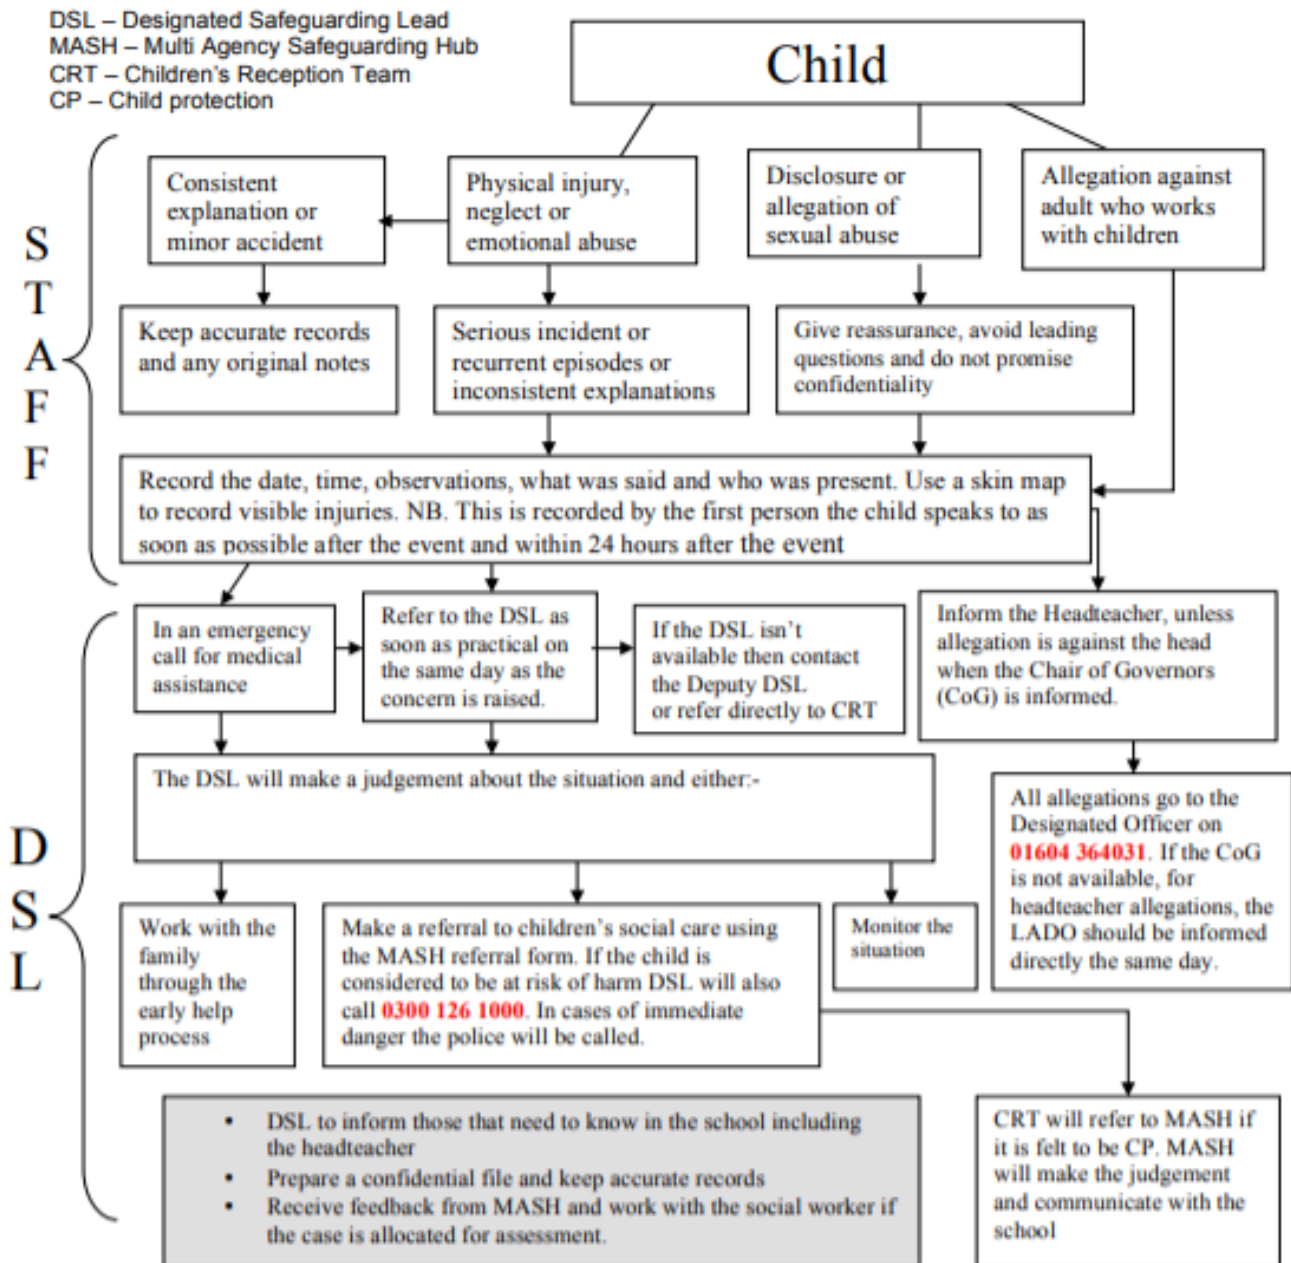 DSL – Designated Safeguarding Lead
MASH – Multi Agency Safeguarding Hub
CRT – Children's Reception Team
CP – Child protection
Child
STAFF
Consistent
explanation or
minor accident
Physical injury,
neglect or
emotional abuse
Disclosure or
allegation of
sexual abuse
Allegation against
adult who works
with children
Keep accurate records
and any original notes
Serious incident or
recurrent episodes or
inconsistent explanations
Give reassurance, avoid leading
questions and do not promise
confidentiality
Record the date, time, observations, what was said and who was present. Use a skin map
to record visible injuries. NB. This is recorded by the first person the child speaks to as
soon as possible after the event and within 24 hours after the event
DSL
In an emergency
call for medical
assistance
Refer to the DSL as
soon as practical on
the same day as the
concern is raised.
If the DSL isn't
available then contact
the Deputy DSL
or refer directly to CRT
Inform the Headteacher, unless
allegation is against the head
when the Chair of Governors
(CoG) is informed.
The DSL will make a judgement about the situation and either:-
All allegations go to the
Designated Officer on
01604 364031. If the CoG
is not available, for
headteacher allegations, the
LADO should be informed
directly the same day.
Work with the
family
through the
early help
process
Make a referral to children's social care using
the MASH referral form. If the child is
considered to be at risk of harm DSL will also
call 0300 126 1000. In cases of immediate
danger the police will be called.
Monitor the
situation
▪ DSL to inform those that need to know in the school including
the headteacher
▪ Prepare a confidential file and keep accurate records
▪ Receive feedback from MASH and work with the social worker if
the case is allocated for assessment.
CRT will refer to MASH if
it is felt to be CP. MASH
will make the judgement
and communicate with the
school